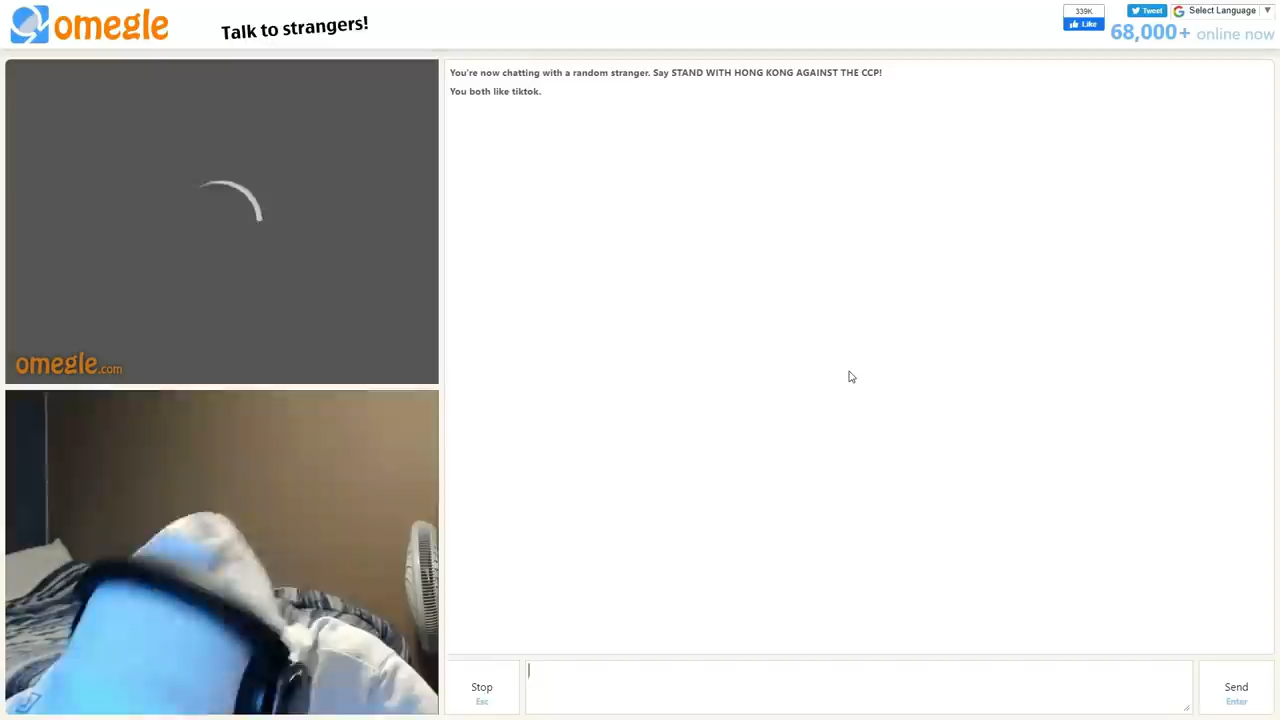 omegle
Talk to strangers!
339K
Like
Tweet
Select Language ▼
68,000+ online now
You're now chatting with a random stranger. Say STAND WITH HONG KONG AGAINST THE CCP!
You both like tiktok.
omegle.com
Stop
Esc
Send
Enter